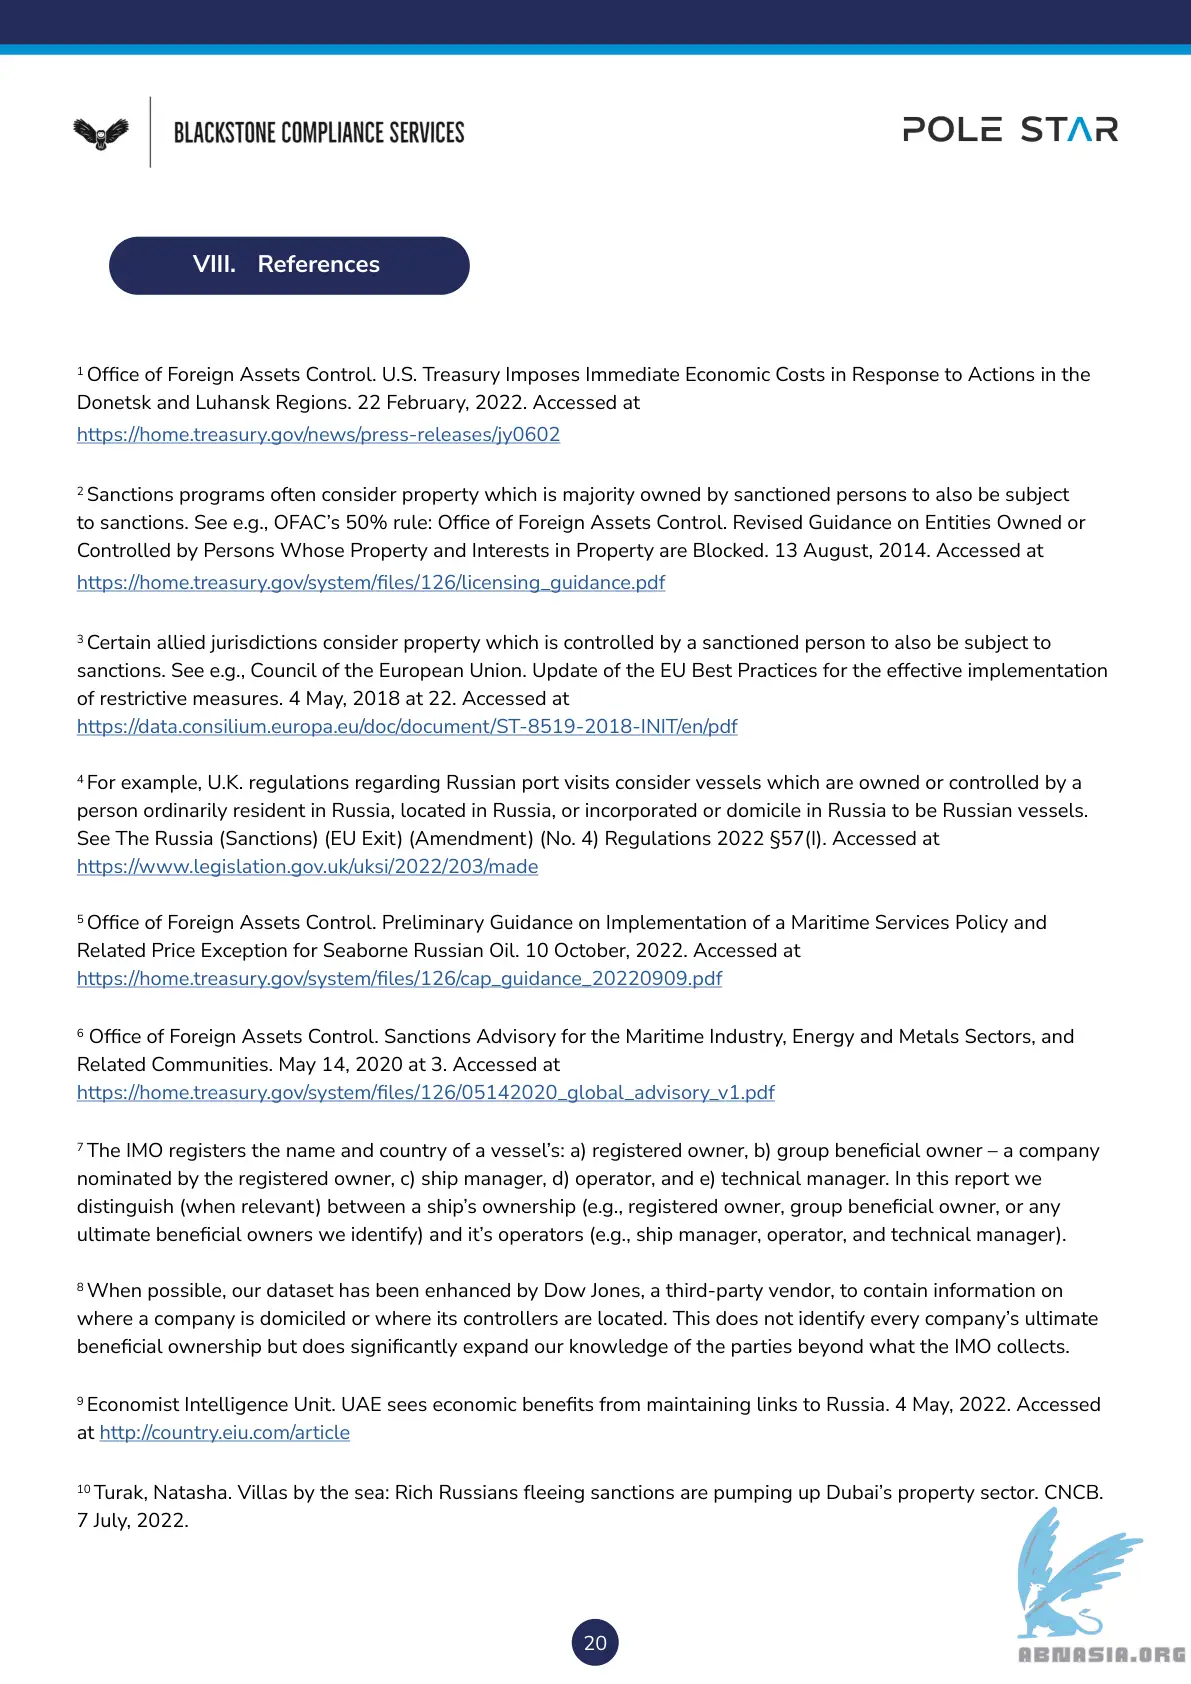 BLACKSTONE COMPLIANCE SERVICES
POLE STAR
VIII. References
1 Office of Foreign Assets Control. U.S. Treasury Imposes Immediate Economic Costs in Response to Actions in the
Donetsk and Luhansk Regions. 22 February, 2022. Accessed at
https://home.treasury.gov/news/press-releases/jy0602
2 Sanctions programs often consider property which is majority owned by sanctioned persons to also be subject
to sanctions. See e.g., OFAC's 50% rule: Office of Foreign Assets Control. Revised Guidance on Entities Owned or
Controlled by Persons Whose Property and Interests in Property are Blocked. 13 August, 2014. Accessed at
https://home.treasury.gov/system/files/126/licensing_guidance.pdf
3 Certain allied jurisdictions consider property which is controlled by a sanctioned person to also be subject to
sanctions. See e.g., Council of the European Union. Update of the EU Best Practices for the effective implementation
of restrictive measures. 4 May, 2018 at 22. Accessed at
https://data.consilium.europa.eu/doc/document/ST-8519-2018-INIT/en/pdf
4 For example, U.K. regulations regarding Russian port visits consider vessels which are owned or controlled by a
person ordinarily resident in Russia, located in Russia, or incorporated or domicile in Russia to be Russian vessels.
See The Russia (Sanctions) (EU Exit) (Amendment) (No. 4) Regulations 2022 §57(I). Accessed at
https://www.legislation.gov.uk/uksi/2022/203/made
5 Office of Foreign Assets Control. Preliminary Guidance on Implementation of a Maritime Services Policy and
Related Price Exception for Seaborne Russian Oil. 10 October, 2022. Accessed at
https://home.treasury.gov/system/files/126/cap_guidance_20220909.pdf
6 Office of Foreign Assets Control. Sanctions Advisory for the Maritime Industry, Energy and Metals Sectors, and
Related Communities. May 14, 2020 at 3. Accessed at
https://home.treasury.gov/system/files/126/05142020_global_advisory_v1.pdf
7 The IMO registers the name and country of a vessel's: a) registered owner, b) group beneficial owner – a company
nominated by the registered owner, c) ship manager, d) operator, and e) technical manager. In this report we
distinguish (when relevant) between a ship's ownership (e.g., registered owner, group beneficial owner, or any
ultimate beneficial owners we identify) and it's operators (e.g., ship manager, operator, and technical manager).
8 When possible, our dataset has been enhanced by Dow Jones, a third-party vendor, to contain information on
where a company is domiciled or where its controllers are located. This does not identify every company's ultimate
beneficial ownership but does significantly expand our knowledge of the parties beyond what the IMO collects.
9 Economist Intelligence Unit. UAE sees economic benefits from maintaining links to Russia. 4 May, 2022. Accessed
at http://country.eiu.com/article
10 Turak, Natasha. Villas by the sea: Rich Russians fleeing sanctions are pumping up Dubai's property sector. CNCB.
7 July, 2022.
20
ABNASIA.ORG